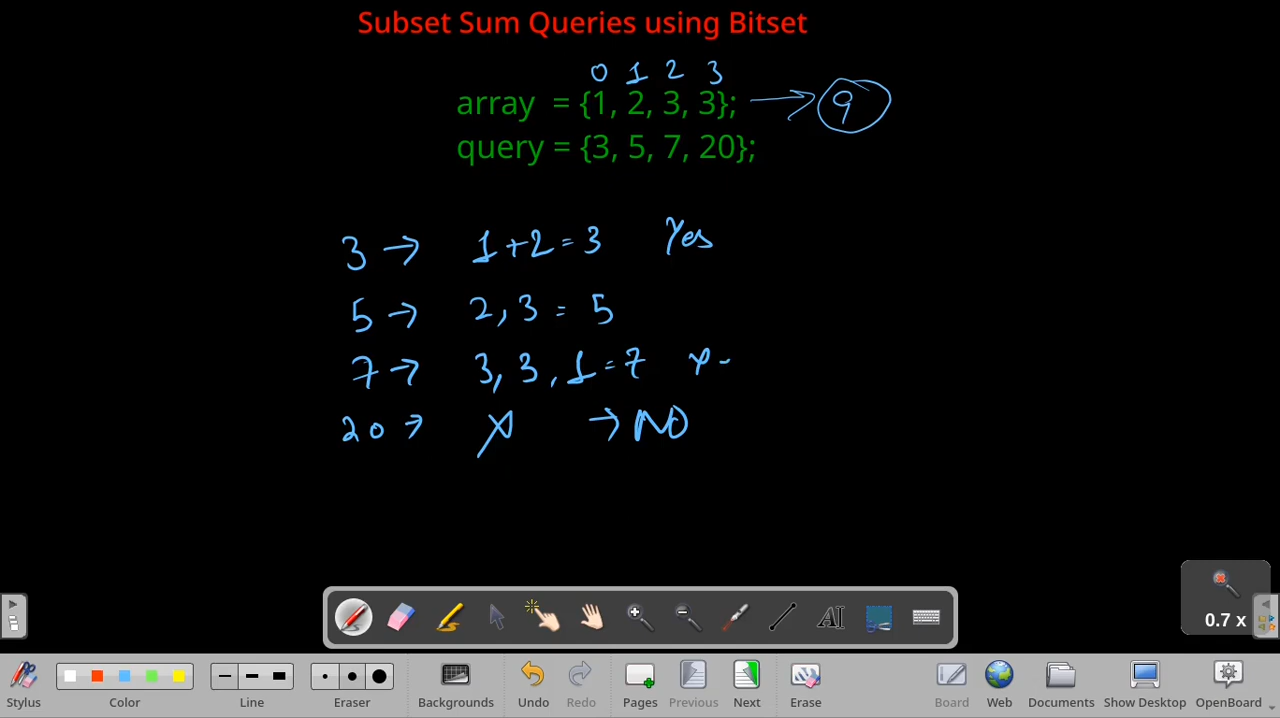 Subset Sum Queries using Bitset
0 1 2 3
array = {1, 2, 3, 3}; → 9
query = {3, 5, 7, 20};
3 → 1+2=3 Yes
5 → 2,3 = 5
7 → 3,3,1=7
20 → X → NO
0.7 x
Stylus
Color
Line
Eraser
Backgrounds
Undo
Redo
Pages
Previous
Next
Erase
Board
Web
Documents
Show Desktop
OpenBoard